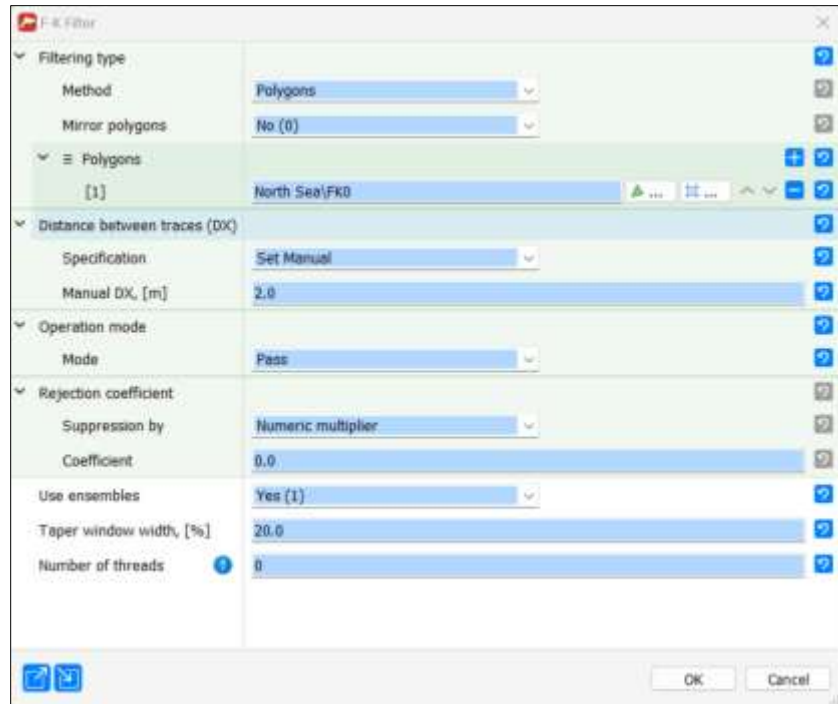 F-K Filter
Filtering type
Method Polygons
Mirror polygons No (0)
Polygons
[1] North Sea\FK0 ... ...
Distance between traces (DX)
Specification Set Manual
Manual DX, [m] 2.0
Operation mode
Mode Pass
Rejection coefficient
Suppression by Numeric multiplier
Coefficient 0.0
Use ensembles Yes (1)
Taper window width, [%] 20.0
Number of threads 0
OK Cancel